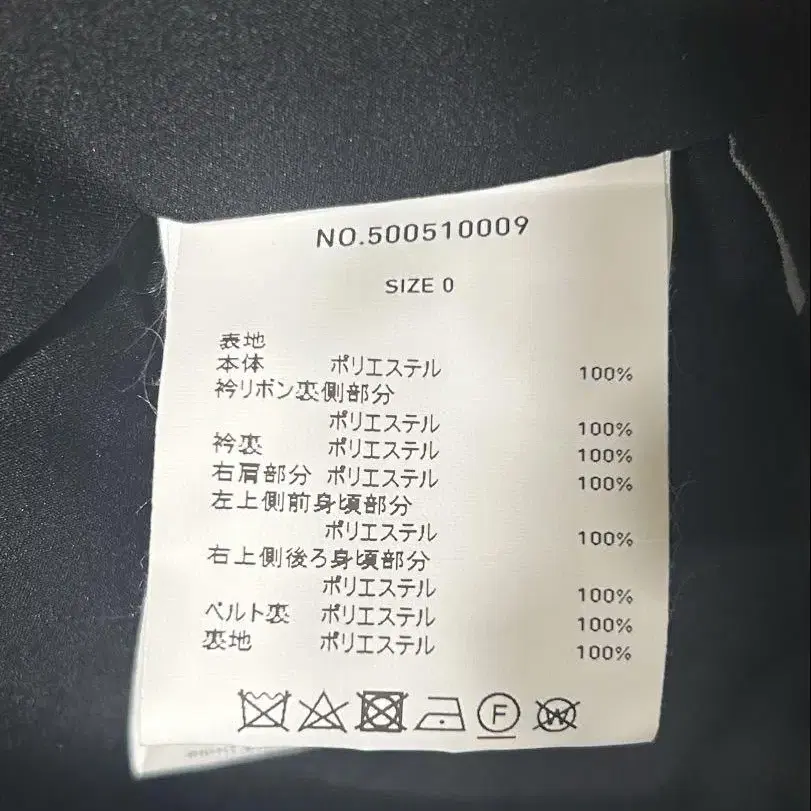 NO.500510009
SIZE 0
表地
本体 ポリエステル 100%
衿リボン裏側部分
ポリエステル 100%
衿裏 ポリエステル 100%
右肩部分 ポリエステル 100%
左上側前身頃部分
ポリエステル 100%
右上側後ろ身頃部分
ポリエステル 100%
ベルト裏 ポリエステル 100%
裏地 ポリエステル 100%
F W